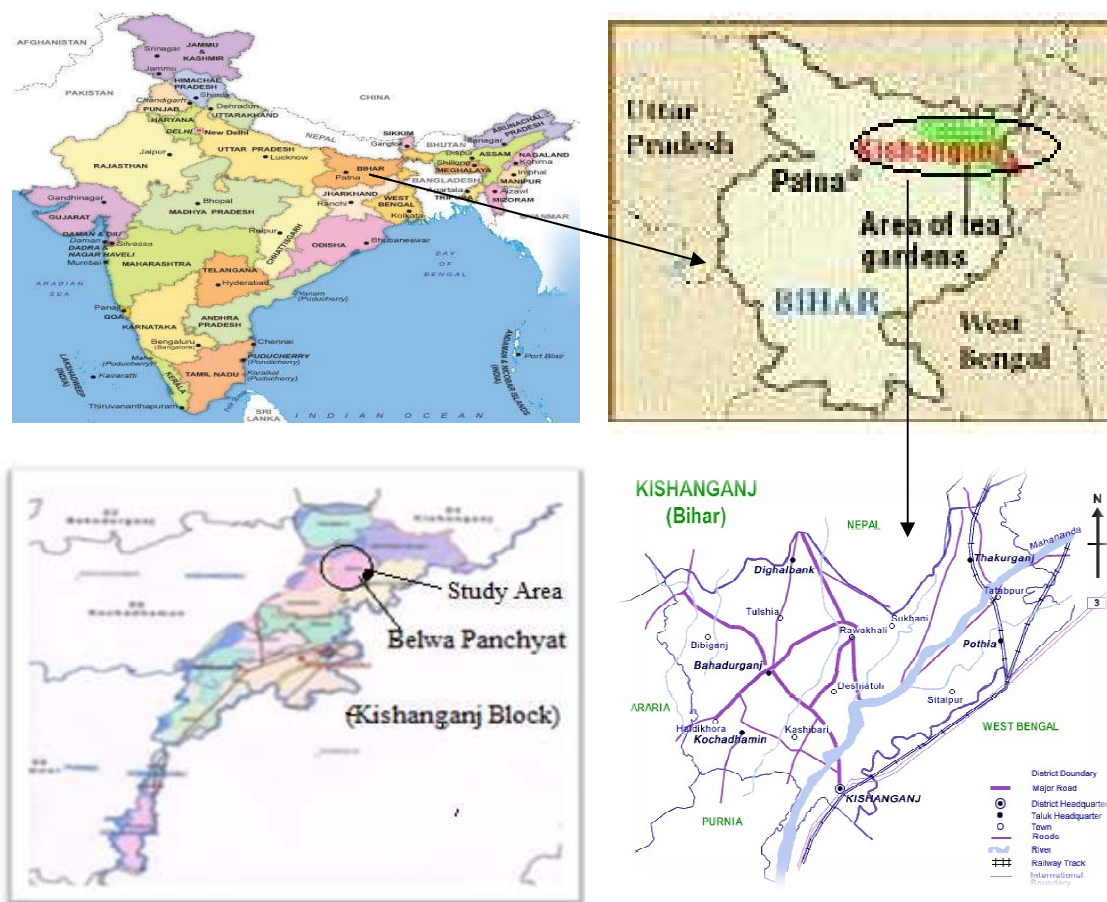 AFGHANISTAN
JAMMU
&
KASHMIR
Srinagar
Jammu
HIMACHAL
PRADESH
Shimla
PAKISTAN
CHINA
Chandigarh
PUNJAB
Dehradun
UTTARAKHAND
HARYANA
DELHI
New Delhi
NEPAL
SIKKIM
Gangtok
BHUTAN
ARUNACHAL
PRADESH
Itanagar
RAJASTHAN
Jaipur
UTTAR PRADESH
Lucknow
Dispur
ASSAM
NAGALAND
Kohima
Shillong
MEGHALAYA
Imphal
MANIPUR
BIHAR
Patna
BANGLADESH
Agartala
TRIPURA
Aizawl
MIZORAM
MYANMAR
Gandhinagar
GUJARAT
Bhopal
MADHYA PRADESH
JHARKHAND
Ranchi
WEST
BENGAL
Kolkata
DAMAN & DIU
Daman
Silvassa
DADRA &
NAGAR HAVELI
Mumbai
Raipur
CHHATTISGARH
ODISHA
Bhubaneswar
MAHARASHTRA
ARABIAN
SEA
TELANGANA
Hyderabad
BAY
OF
BENGAL
Yanam
(Puducherry)
Panaji
GOA
KARNATAKA
ANDHRA
PRADESH
Bengaluru
(Bangalore)
Chennai
Mahe
(Puducherry)
PUDUCHERRY
(Pondicherry)
Karaikal
(Puducherry)
TAMIL NADU
KERALA
LAKSHADWEEP
(INDIA)
Kavaratti
ANDAMAN & NICOBAR ISLANDS
(INDIA)
Port Blair
Thiruvananthapuram
SRI
LANKA
INDIAN OCEAN
Uttar
Pradesh
Kishanganj
Patna
Area of tea
gardens
BIHAR
West
Bengal
Study Area
Belwa Panchyat
(Kishanganj Block)
KISHANGANJ
(Bihar)
NEPAL
N
Mahananda
Thakurganj
Dighalbank
Tatabpur
3
Tulshia
Sukhani
Rawakhali
Bibiganj
Pothia
Bahadurganj
Deshiatoli
Sitalpur
ARARIA
WEST BENGAL
Haldikhora
Kochadhamin
Kashibari
KISHANGANJ
PURNIA
District Boundary
Major Road
District Headquarter
Taluk Headquarter
Town
Roads
River
Railway Track
International
Boundary